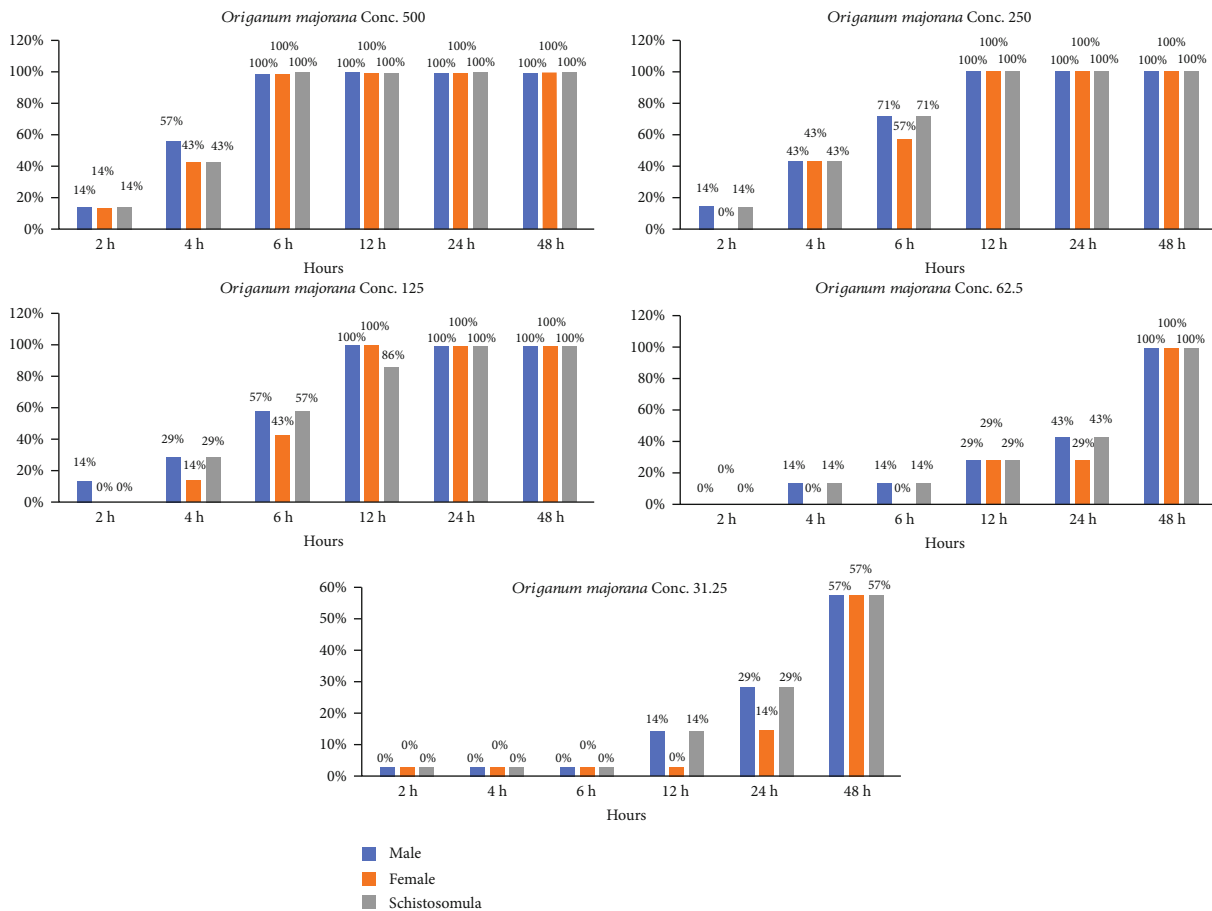 Origanum majorana Conc. 500
120%
100%
80%
60%
40%
20%
0%
14% 14% 14%
57% 43% 43%
100% 100% 100%
100% 100% 100%
100% 100% 100%
100% 100% 100%
2 h 4 h 6 h 12 h 24 h 48 h
Hours
Origanum majorana Conc. 250
120%
100%
80%
60%
40%
20%
0%
14% 0% 14%
43% 43% 43%
71% 57% 71%
100% 100% 100%
100% 100% 100%
100% 100% 100%
2 h 4 h 6 h 12 h 24 h 48 h
Hours
Origanum majorana Conc. 125
120%
100%
80%
60%
40%
20%
0%
14% 0% 0%
29% 14% 29%
57% 43% 57%
100% 100% 86%
100% 100% 100%
100% 100% 100%
2 h 4 h 6 h 12 h 24 h 48 h
Hours
Origanum majorana Conc. 62.5
120%
100%
80%
60%
40%
20%
0%
0% 0% 0%
14% 0% 14%
14% 0% 14%
29% 29% 29%
43% 29% 43%
100% 100% 100%
2 h 4 h 6 h 12 h 24 h 48 h
Hours
Origanum majorana Conc. 31.25
60%
50%
40%
30%
20%
10%
0%
0% 0% 0%
0% 0% 0%
0% 0% 0%
14% 0% 14%
29% 14% 29%
57% 57% 57%
2 h 4 h 6 h 12 h 24 h 48 h
Hours
Male
Female
Schistosomula